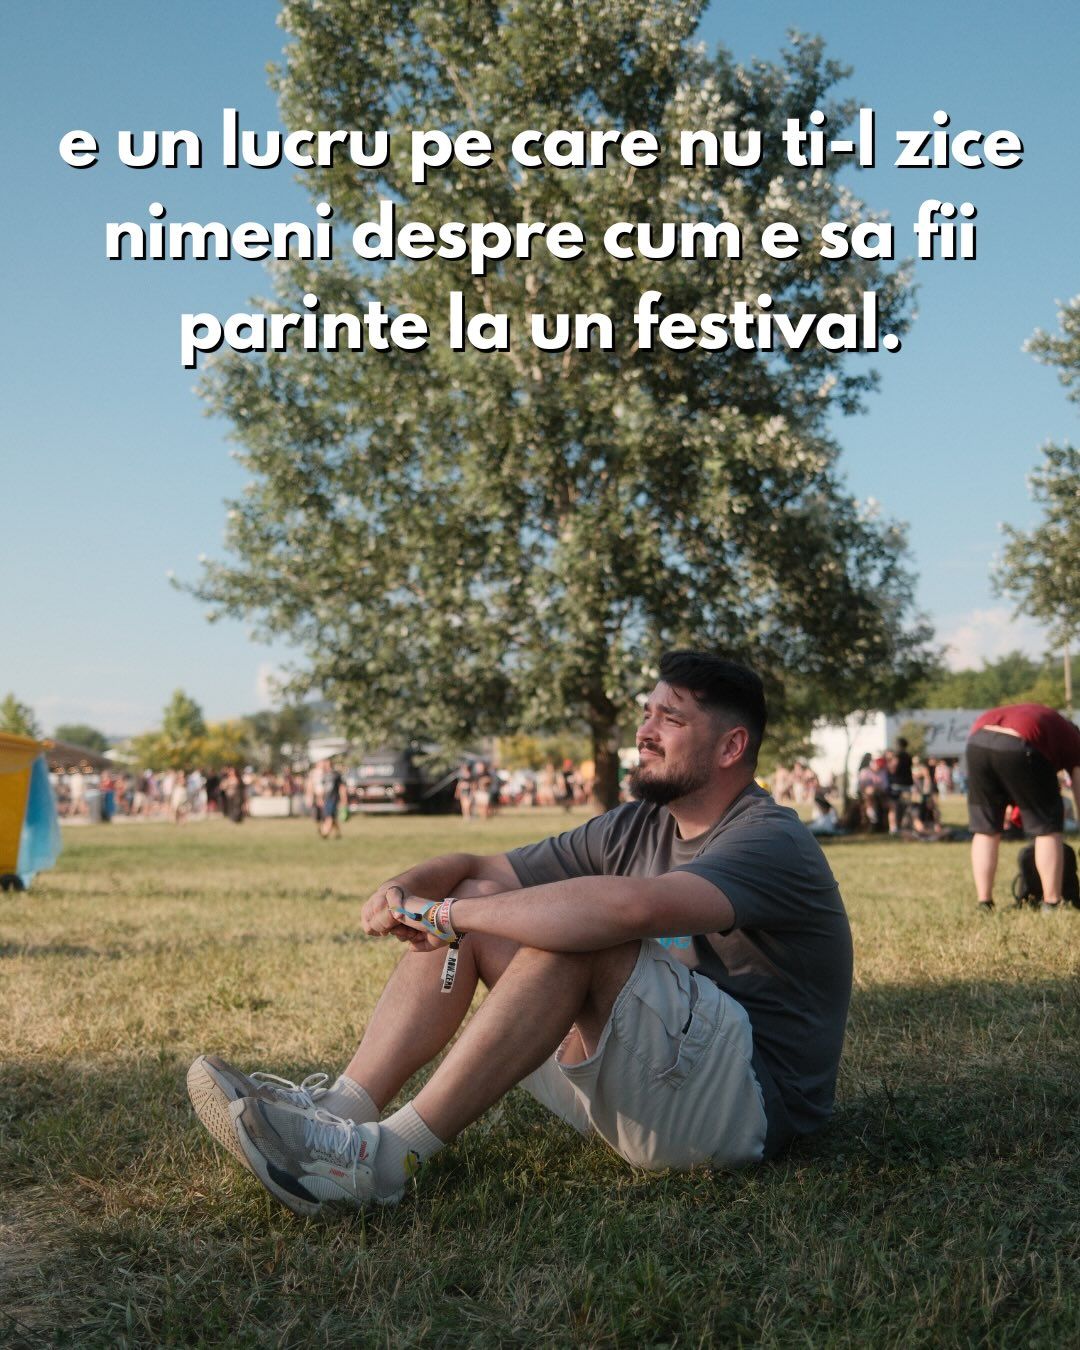 e un lucru pe care nu ti-l zice
nimeni despre cum e sa fii
parinte la un festival.